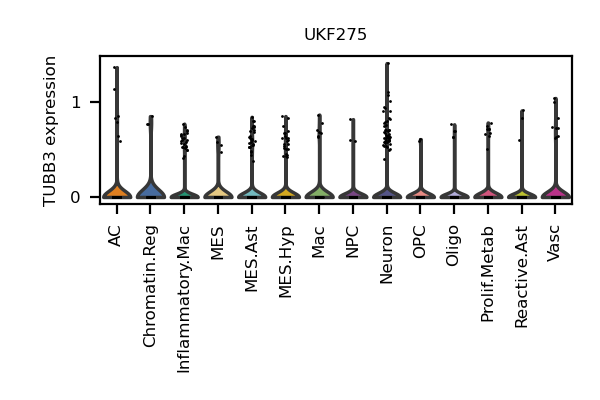 UKF275
TUBB3 expression
1
0
AC
Chromatin.Reg
Inflammatory.Mac
MES
MES.Ast
MES.Hyp
Mac
NPC
Neuron
OPC
Oligo
Prolif.Metab
Reactive.Ast
Vasc